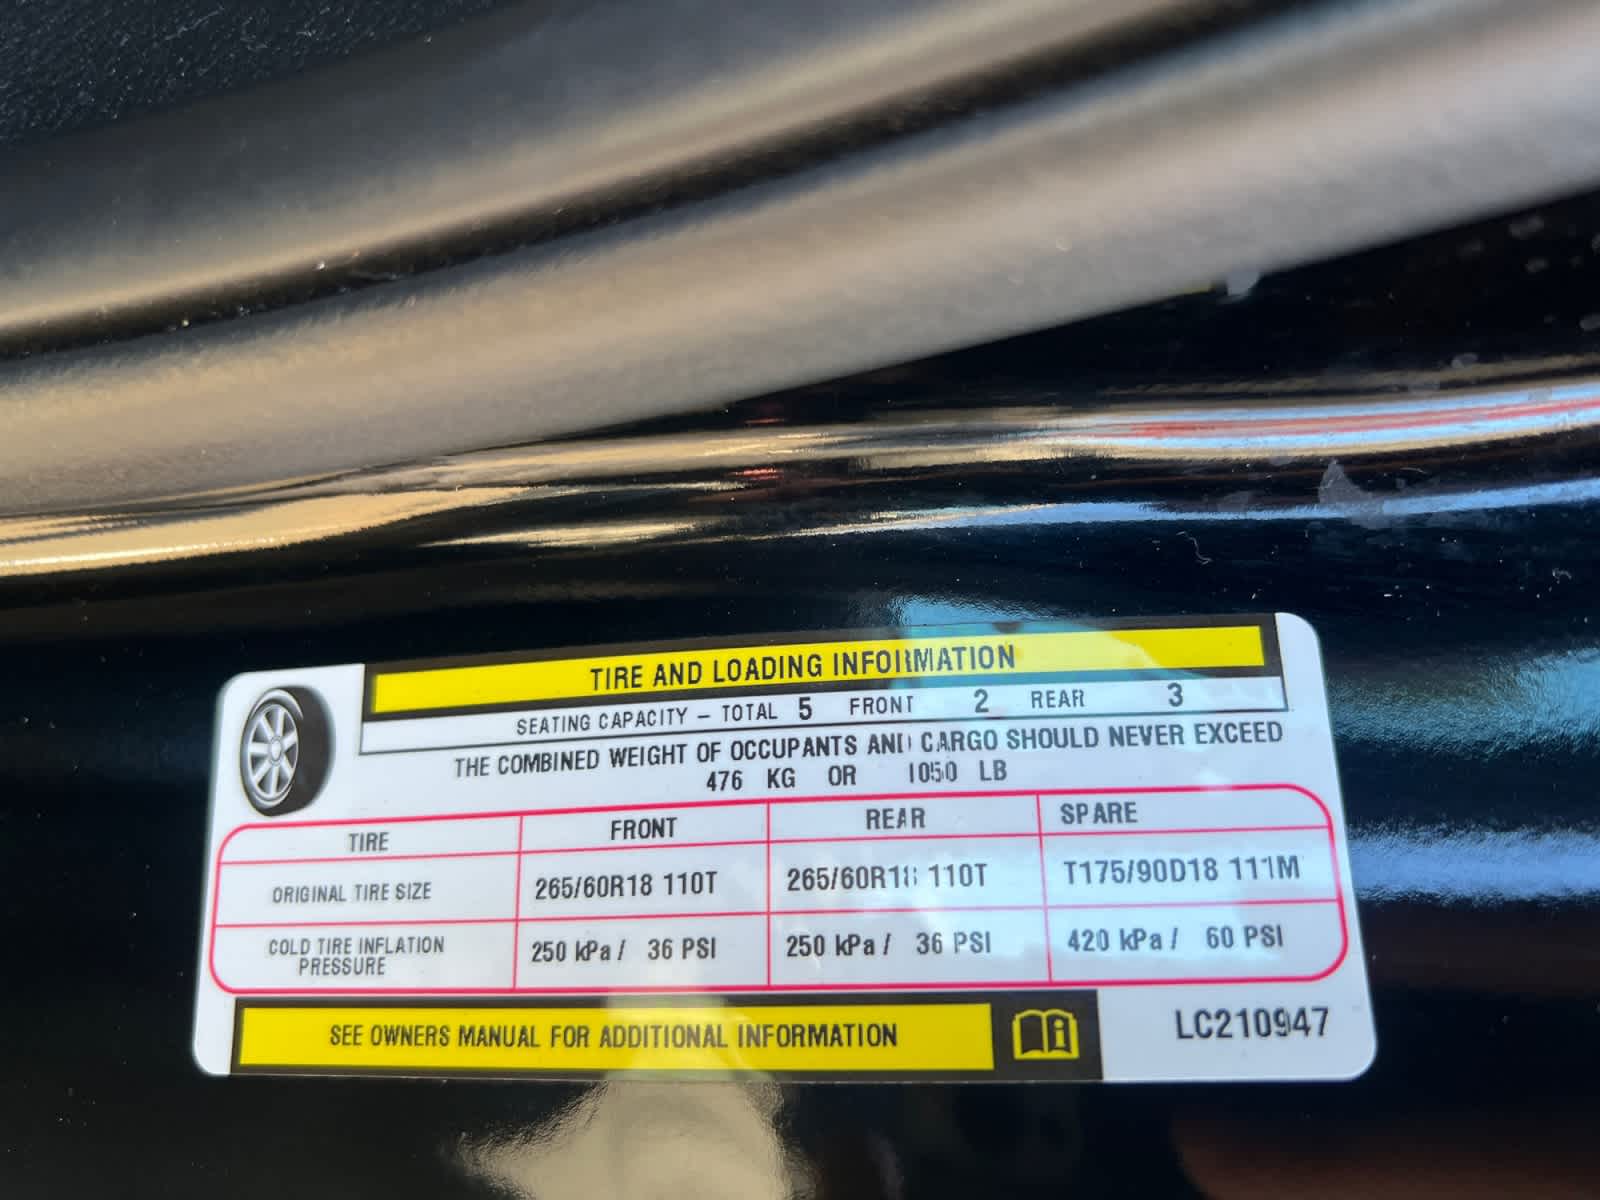 TIRE AND LOADING INFORMATION
SEATING CAPACITY – TOTAL 5 FRONT 2 REAR 3
THE COMBINED WEIGHT OF OCCUPANTS AND CARGO SHOULD NEVER EXCEED
476 KG OR 1050 LB
TIRE FRONT REAR SPARE
ORIGINAL TIRE SIZE 265/60R18 110T 265/60R18 110T T175/90D18 111M
COLD TIRE INFLATION PRESSURE 250 kPa / 36 PSI 250 kPa / 36 PSI 420 kPa / 60 PSI
SEE OWNERS MANUAL FOR ADDITIONAL INFORMATION
LC210947